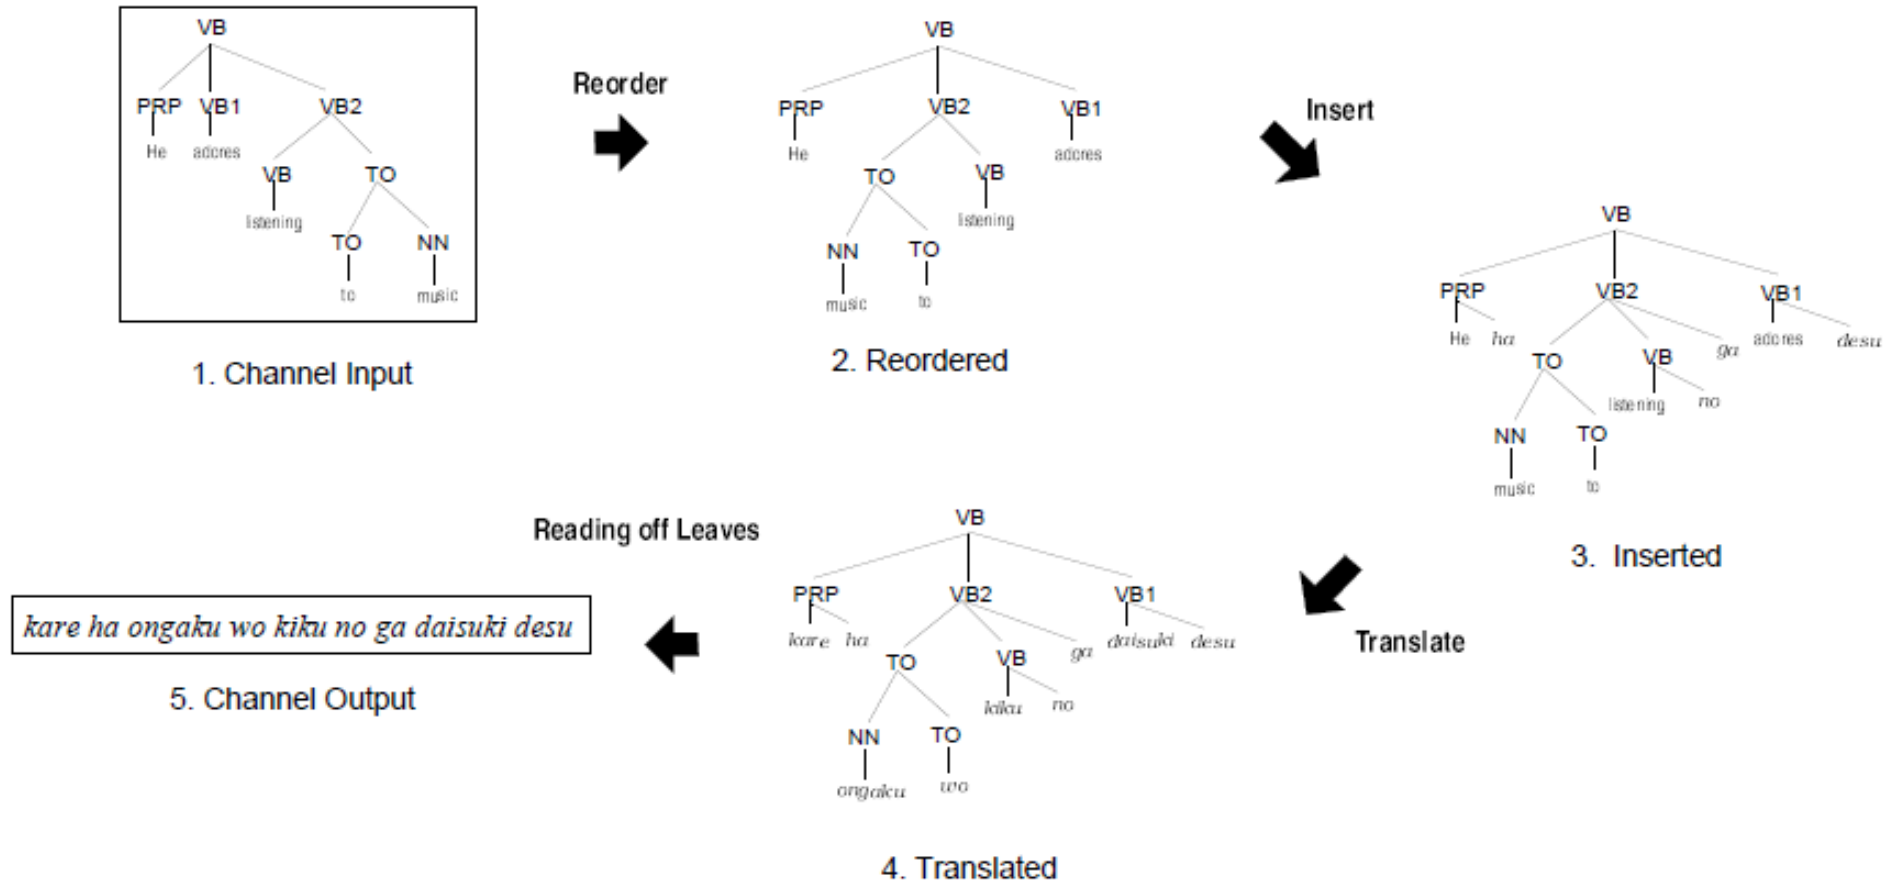 VB
PRP VB1 VB2
He adores
VB TO
listening
TO NN
to music
1. Channel Input
Reorder
VB
PRP VB2 VB1
He adores
TO VB
listening
NN TO
music to
2. Reordered
Insert
VB
PRP VB2 VB1
He ha ga adores desu
TO VB
listening no
NN TO
music to
3. Inserted
Translate
VB
PRP VB2 VB1
kare ha ga daisuki desu
TO VB
kiku no
NN TO
ongaku wo
4. Translated
Reading off Leaves
kare ha ongaku wo kiku no ga daisuki desu
5. Channel Output